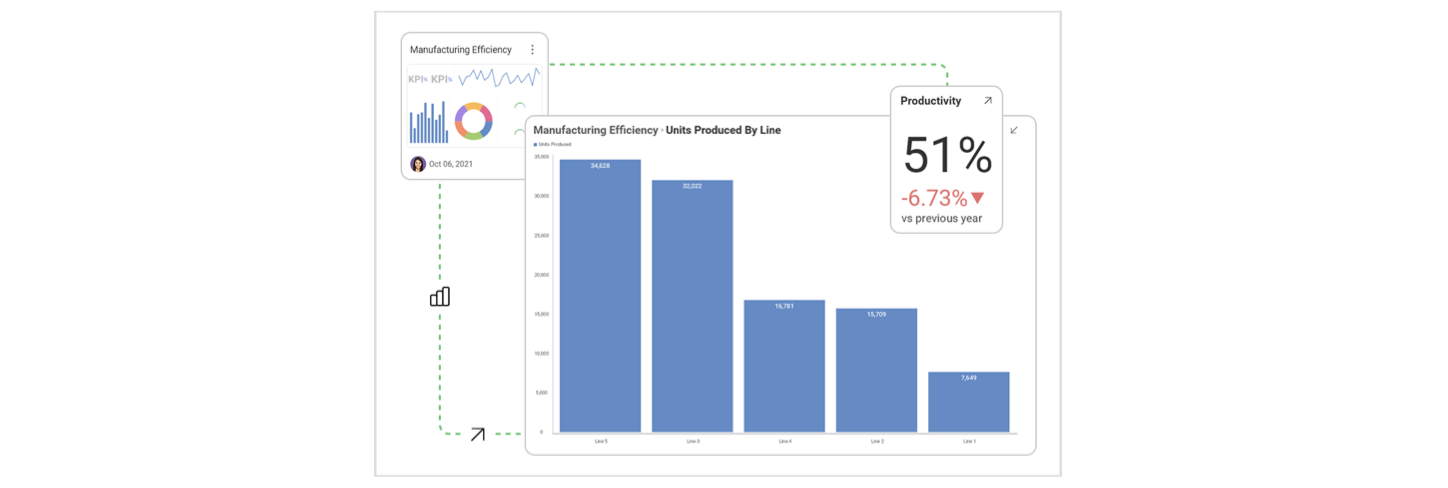 Manufacturing Efficiency
KPI KPI
Oct 06, 2021
Productivity
51%
-6.73%
vs previous year
Manufacturing Efficiency › Units Produced By Line
Units Produced
35,000
30,000
25,000
20,000
15,000
10,000
5,000
0
34,628
32,022
16,781
15,709
7,649
Line 5
Line 3
Line 4
Line 2
Line 1